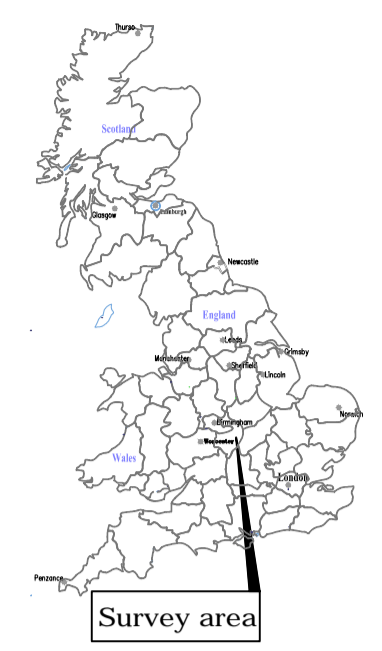 Thurso
Scotland
Glasgow
Edinburgh
Newcastle
England
Leeds
Grimsby
Manchester
Sheffield
Lincoln
Norwich
Birmingham
Worcester
Wales
London
Penzance
Survey area